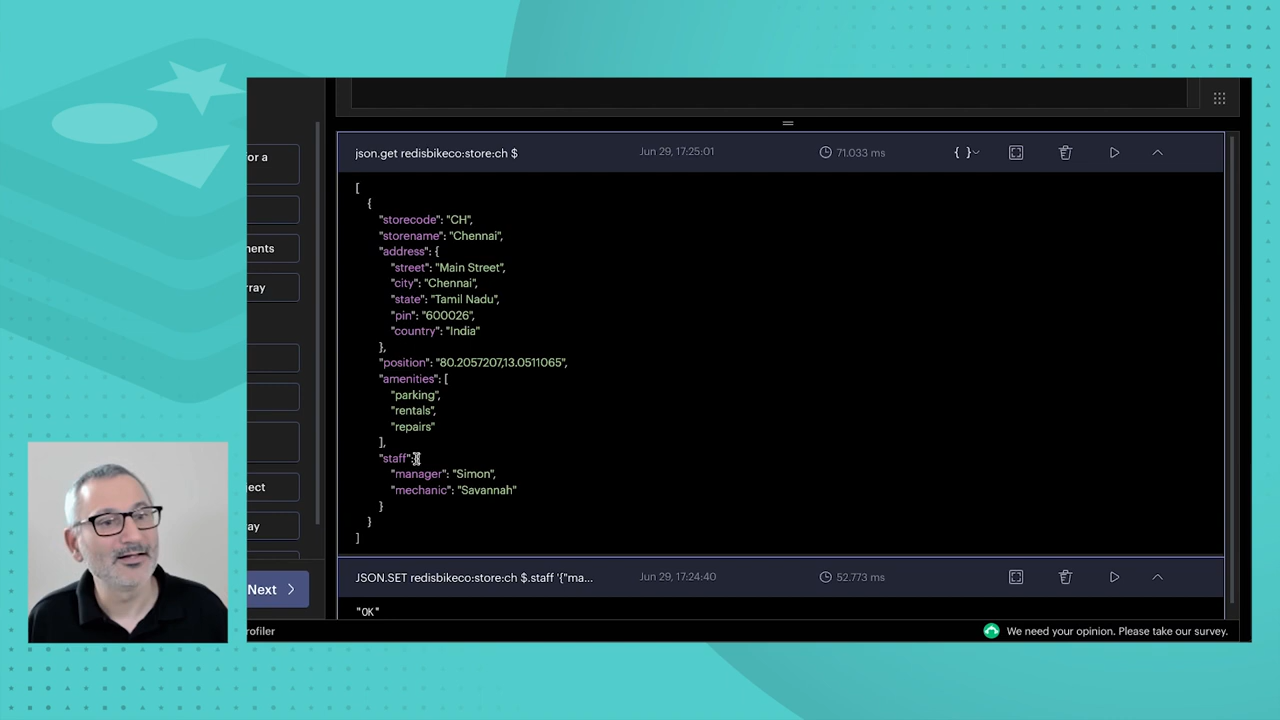 or a
nents
rray
ect
ay
Next
rofiler
json.get redisbikeco:store:ch $
Jun 29, 17:25:01
71.033 ms
{ }
[
{
"storecode": "CH",
"storename": "Chennai",
"address": {
"street": "Main Street",
"city": "Chennai",
"state": "Tamil Nadu",
"pin": "600026",
"country": "India"
},
"position": "80.2057207,13.0511065",
"amenities": [
"parking",
"rentals",
"repairs"
],
"staff":{
"manager": "Simon",
"mechanic": "Savannah"
}
}
]
JSON.SET redisbikeco:store:ch $.staff '{"ma...
Jun 29, 17:24:40
52.773 ms
"OK"
We need your opinion. Please take our survey.